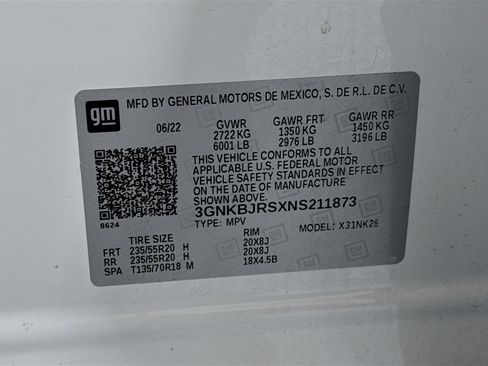 gm
MFD BY GENERAL MOTORS DE MEXICO, S. DE R.L. DE C.V.
06/22 GVWR GAWR FRT GAWR RR
2722 KG 1350 KG 1450 KG
6001 LB 2976 LB 3196 LB
THIS VEHICLE CONFORMS TO ALL
APPLICABLE U.S. FEDERAL MOTOR
VEHICLE SAFETY STANDARDS IN EFFECT
ON THE DATE OF MANUFACTURE
SHOWN ABOVE.
3GNKBJRSXNS211873
8624 TYPE: MPV MODEL: X31NK26
TIRE SIZE RIM
FRT 235/55R20 H 20X8J
RR 235/55R20 H 20X8J
SPA T135/70R18 M 18X4.5B